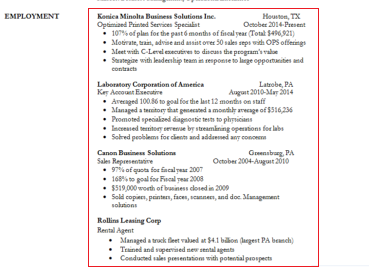 EMPLOYMENT
Konica Minolta Business Solutions Inc. Houston, TX
Optimized Printed Services Specialist October 2014-Present
• 107% of plan for the past 6 months of fiscal year (Total: $496,921)
• Motivate, train, advise and assist over 50 sales reps with OPS offerings
• Meet with C-Level executives to discuss the program's value
• Strategize with leadership team in response to large opportunities and
contracts
Laboratory Corporation of America Latrobe, PA
Key Account Executive August 2010-May 2014
• Averaged 100.86 to goal for the last 12 months on staff
• Managed a territory that generated a monthly average of $516,236
• Promoted specialized diagnostic tests to physicians
• Increased territory revenue by streamlining operations for labs
• Solved problems for clients and addressed any concerns
Canon Business Solutions Greensburg, PA
Sales Representative October 2004-August 2010
• 97% of quota for fiscal year 2007
• 168% to goal for Fiscal year 2008
• $319,000 worth of business closed in 2009
• Sold copiers, printers, faxes, scanners, and doc. Management
solutions
Rollins Leasing Corp
Rental Agent
• Managed a truck fleet valued at $4.1 billion (largest PA branch)
• Trained and supervised new rental agents
• Conducted sales presentations with potential prospects